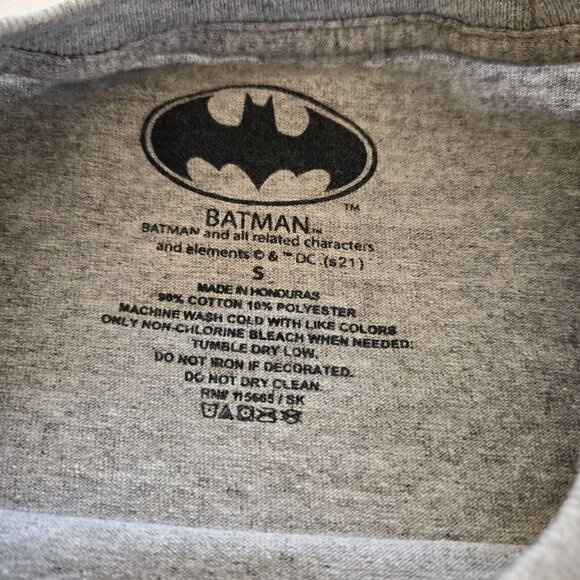 TM
BATMAN™
BATMAN and all related characters
and elements © & ™ DC. (s21)
S
MADE IN HONDURAS
90% COTTON 10% POLYESTER
MACHINE WASH COLD WITH LIKE COLORS
ONLY NON-CHLORINE BLEACH WHEN NEEDED.
TUMBLE DRY LOW.
DO NOT IRON IF DECORATED.
DO NOT DRY CLEAN.
RN# 115665 / SK